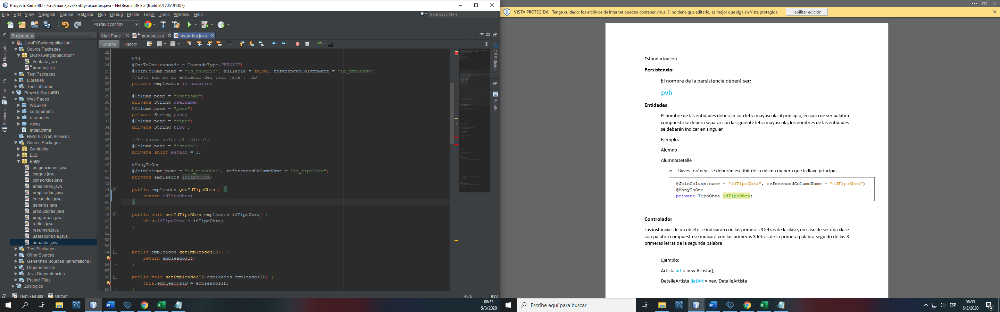 ProyectoRadialBD - /src/main/java/Entity/usuarios.java - NetBeans IDE 8.2 (Build 201705191307)
File Edit View Navigate Source Refactor Run Debug Profile Team Tools Window Help
Search (Ctrl+I)
<default config>
Projects
Start Page
prueba.java
usuarios.java
Source
History
Navigator
Files
Services
JavaFXSwingApplication1
Source Packages
javafxswingapplication1
Ventana.java
prueba.java
Test Packages
Libraries
Test Libraries
ProyectoRadialBD
Web Pages
WEB-INF
components
resources
views
index.xhtml
RESTful Web Services
Source Packages
Controller
EJB
Entity
asignaciones.java
cargos.java
consorcios.java
emisiones.java
empleados.java
encuestas.java
generos.java
productoras.java
programas.java
radios.java
resumen.java
usersconsole.java
usuarios.java
Test Packages
Other Sources
Generated Sources (annotations)
Dependencies
Java Dependencies
Project Files
Zoologico
22
23 @Id
24 @OneToOne(cascade = CascadeType.PERSIST)
25 @JoinColumn(name = "id_usuario", nullable = false, referencedColumnName = "id_empleado")
26 //Esto aún no lo entiendo del todo jaja ._.XD
27 private empleados id_usuario;
28
29 @Column(name = "username")
30 private String username;
31 @Column(name = "pass")
32 private String pass;
33 @Column(name = "tipo")
34 private String tipo ;
35
36 /*Le damos valor al inicio*/
37 @Column(name = "estado")
38 private short estado = 1;
39
40 @ManyToOne
41 @JoinColumn(name = "id_tipoObra", referencedColumnName = "id_tipoObra")
42 private empleados idTipoObra;
43
44 public empleados getIdTipoObra() {
45 return idTipoObra;
46 }
47
48 public void setIdTipoObra(empleados idTipoObra) {
49 this.idTipoObra = idTipoObra;
50 }
51
52
53
54 public empleados getEmpleadosID() {
return empleadosID;
56 }
57
58 public void setEmpleadosID(empleados empleadosID) {
this.empleadosID = empleadosID;
60 }
CSS Styles
Palette
Test Results
Output
46:6
INS
08:33
5/3/2020
VISTA PROTEGIDA Tenga cuidado: los archivos de Internet pueden contener virus. Si no tiene que editarlo, es mejor que siga en Vista protegida.
Habilitar edición
Estandarización
Persistencia:
El nombre de la persistencia deberá ser:
pvb
Entidades
El nombre de las entidades deberá ir con letra mayúscula al principio, en caso de ser palabra
compuesta se deberá separar con la siguiente letra mayúscula, los nombres de las entidades
se deberán indicar en singular
Ejemplo:
Alumno
AlumnoDetalle
o Llaves foráneas se deberán escribir de la misma manera que la llave principal.
@JoinColumn(name = "idTipoObra", referencedColumnName = "idTipoObra")
@ManyToOne
private TipoObra idTipoObra;
Controlador
Las instancias de un objeto se indicarán con las primeras 3 letras de la clase, en caso de ser una clase
con palabra compuesta se indicará con las primeras 3 letras de la primera palabra seguido de las 3
primeras letras de la segunda palabra
Ejemplo:
Artista art = new Artista();
DetalleArtista detArt = new DetalleArtista
Escribe aquí para buscar
ESP
08:33
5/3/2020
5